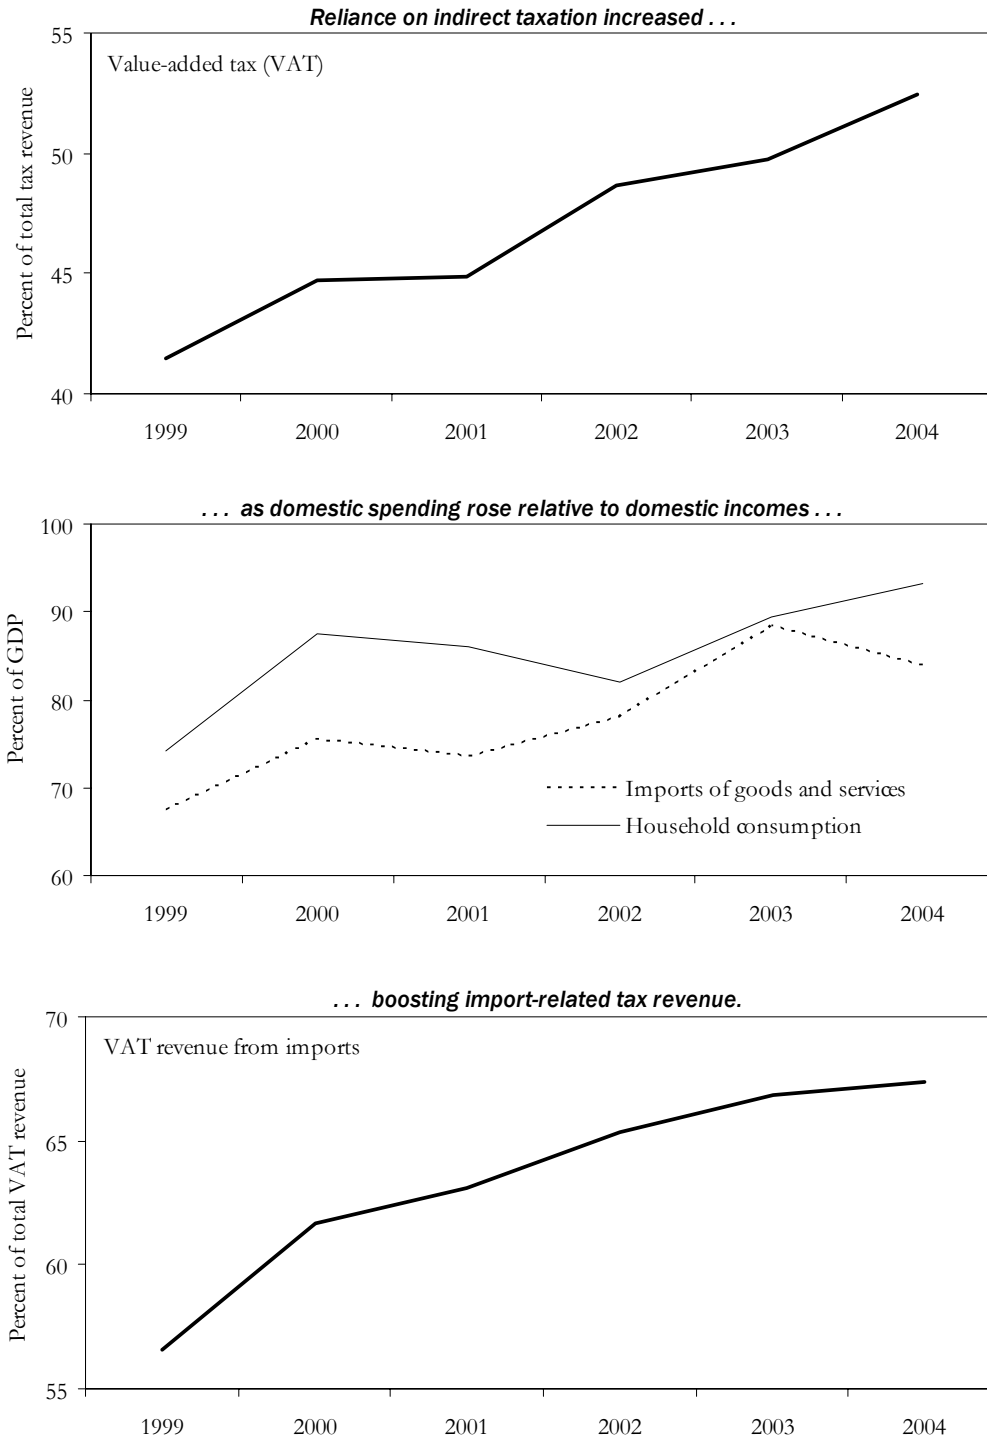 Reliance on indirect taxation increased . . .
Value-added tax (VAT)
Percent of total tax revenue
55
50
45
40
1999 2000 2001 2002 2003 2004
. . . as domestic spending rose relative to domestic incomes . . .
Percent of GDP
100
90
80
70
60
Imports of goods and services
Household consumption
1999 2000 2001 2002 2003 2004
. . . boosting import-related tax revenue.
VAT revenue from imports
Percent of total VAT revenue
70
65
60
55
1999 2000 2001 2002 2003 2004